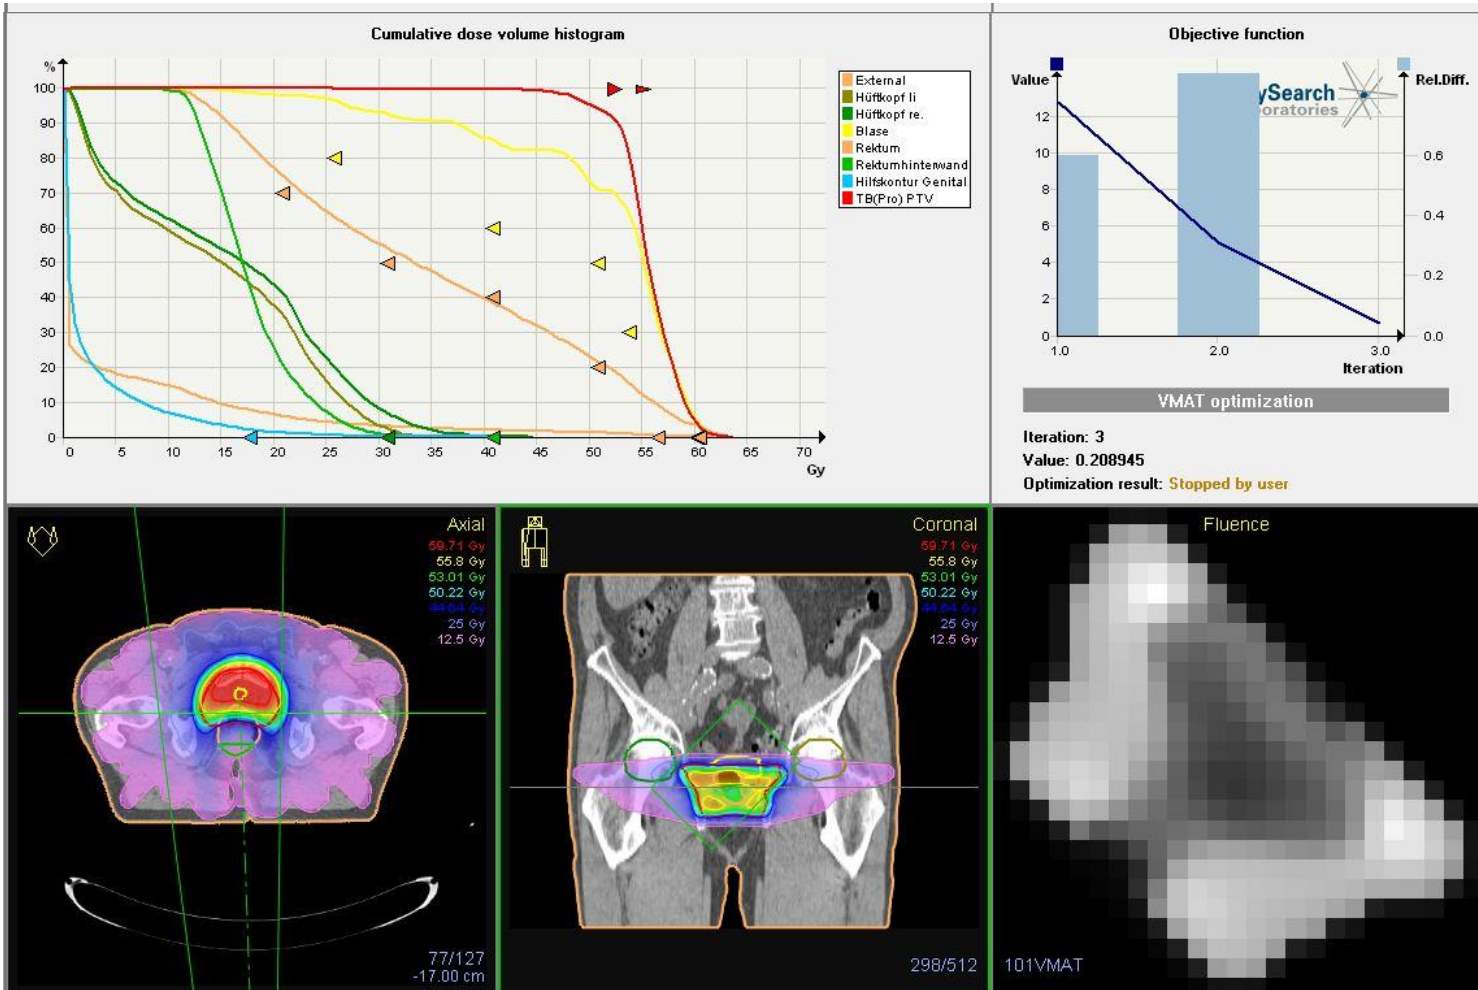 Cumulative dose volume histogram
%
100
90
80
70
60
50
40
30
20
10
0
0 5 10 15 20 25 30 35 40 45 50 55 60 65 70
Gy
External
Hüftkopf li
Hüftkopf re.
Blase
Rektum
Rektumhinterwand
Hilfskontur Genital
TB(Pro) PTV
Objective function
Value
Rel.Diff.
ySearch
oratories
12
10
8
6
4
2
0
0.6
0.4
0.2
0.0
1.0 2.0 3.0
Iteration
VMAT optimization
Iteration: 3
Value: 0.208945
Optimization result: Stopped by user
Axial
59.71 Gy
55.8 Gy
53.01 Gy
50.22 Gy
44.64 Gy
25 Gy
12.5 Gy
77/127
-17.00 cm
Coronal
59.71 Gy
55.8 Gy
53.01 Gy
50.22 Gy
44.64 Gy
25 Gy
12.5 Gy
298/512
Fluence
101VMAT